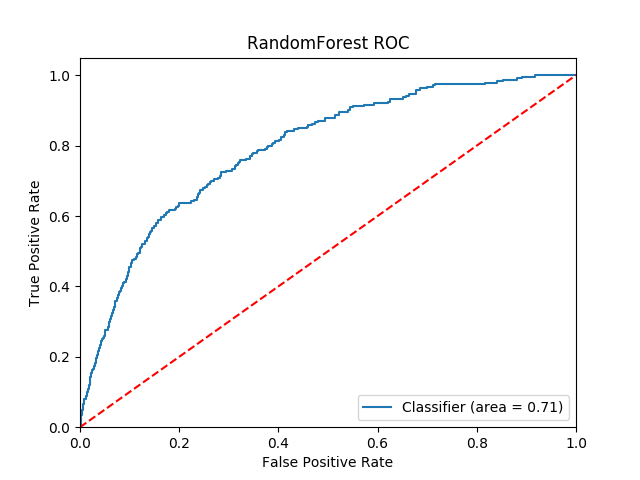 RandomForest ROC
1.0
0.8
0.6
0.4
0.2
0.0
True Positive Rate
Classifier (area = 0.71)
0.0 0.2 0.4 0.6 0.8 1.0
False Positive Rate